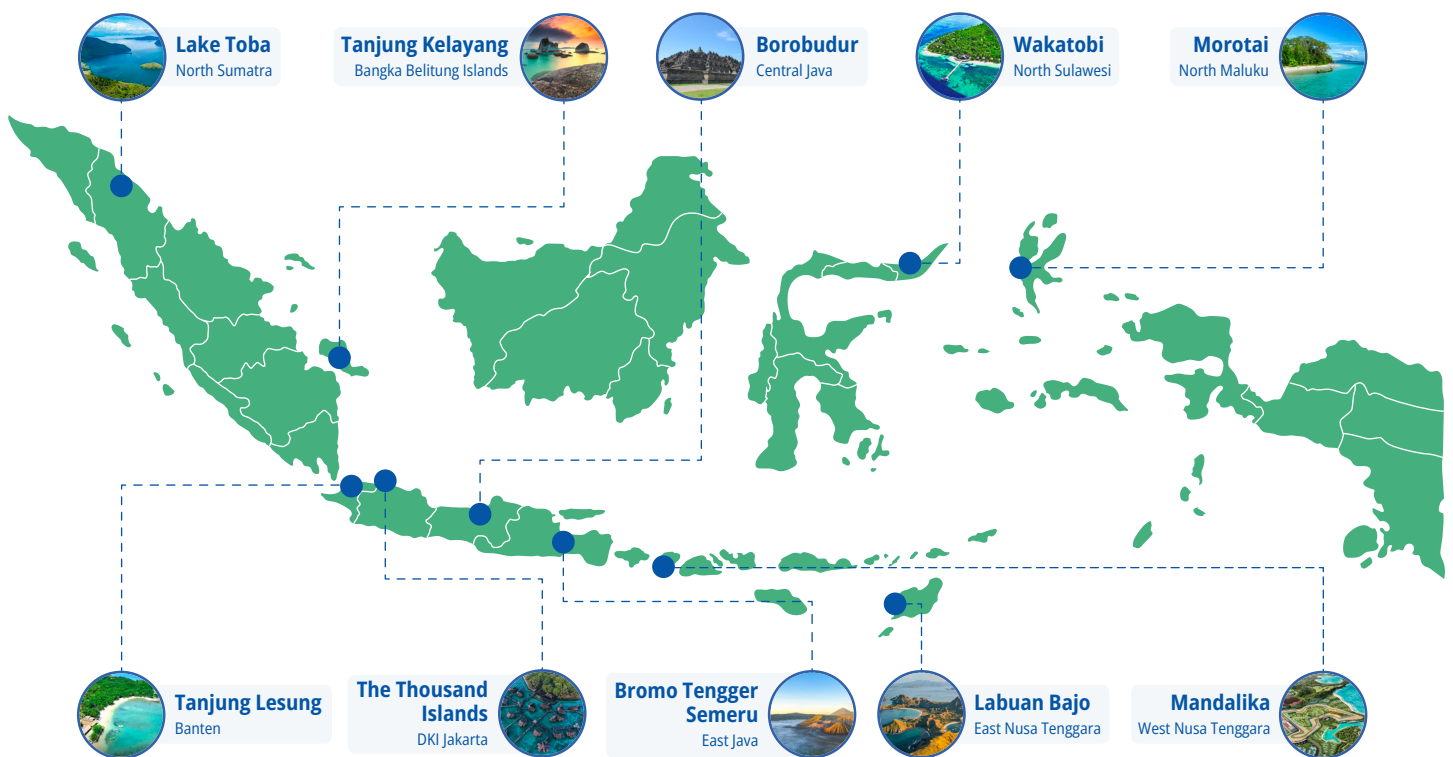 Lake Toba
North Sumatra
Tanjung Kelayang
Bangka Belitung Islands
Borobudur
Central Java
Wakatobi
North Sulawesi
Morotai
North Maluku
Tanjung Lesung
Banten
The Thousand
Islands
DKI Jakarta
Bromo Tengger
Semeru
East Java
Labuan Bajo
East Nusa Tenggara
Mandalika
West Nusa Tenggara